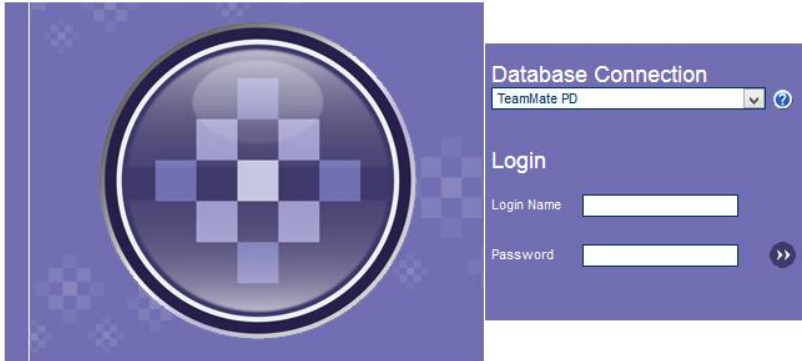 Database Connection
TeamMate PD
Login
Login Name
Password